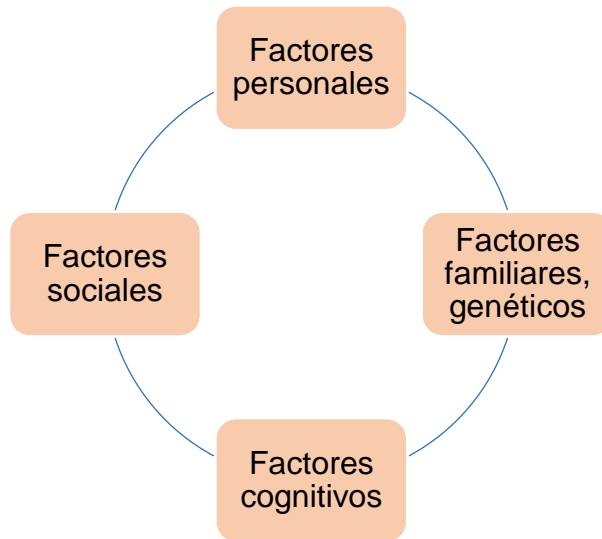 Factores
personales
Factores
familiares,
genéticos
Factores
sociales
Factores
cognitivos